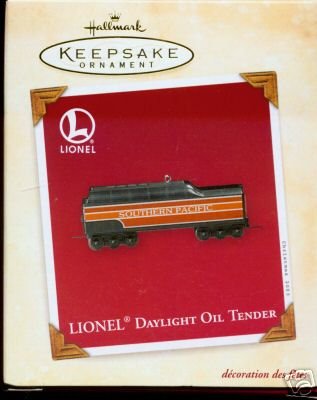 Hallmark
KEEPSAKE
ORNAMENT
L
LIONEL
SOUTHERN PACIFIC
LIONEL® DAYLIGHT OIL TENDER
décoration des fêtes